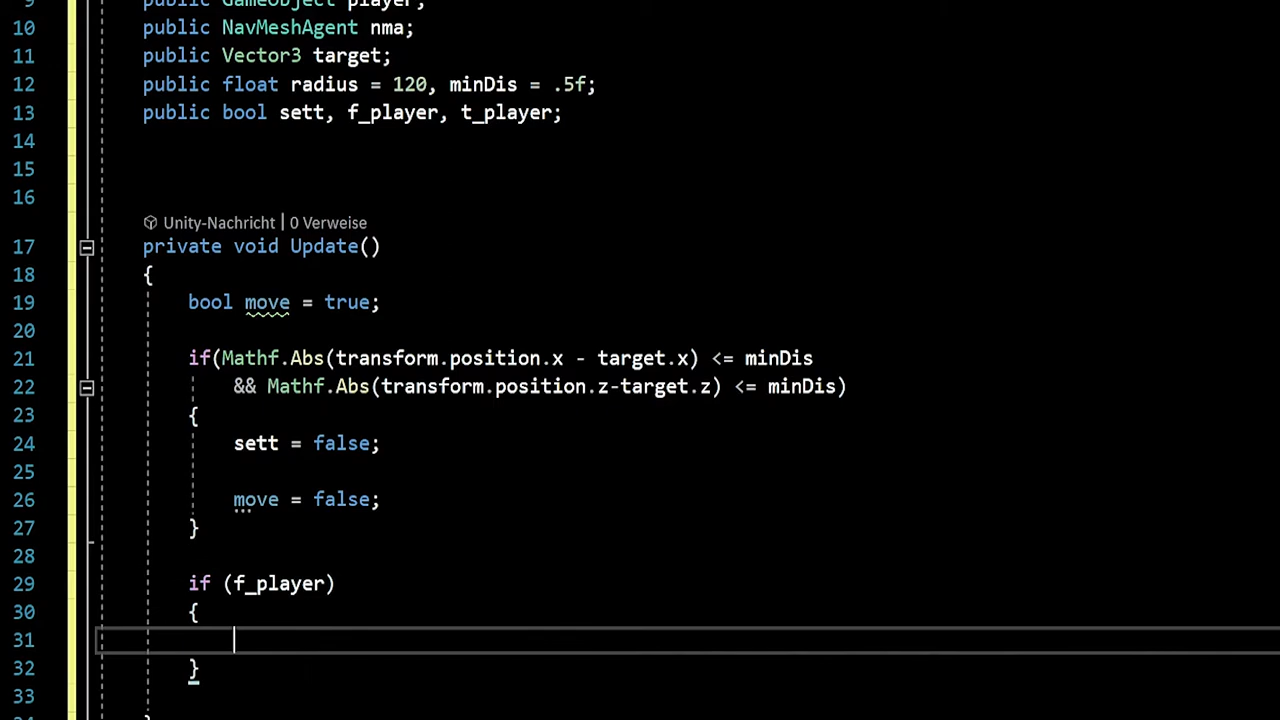 9 public GameObject player;
10 public NavMeshAgent nma;
11 public Vector3 target;
12 public float radius = 120, minDis = .5f;
13 public bool sett, f_player, t_player;
14
15
16
Unity-Nachricht | 0 Verweise
17 private void Update()
18 {
19 bool move = true;
20
21 if(Mathf.Abs(transform.position.x - target.x) <= minDis
22 && Mathf.Abs(transform.position.z-target.z) <= minDis)
23 {
24 sett = false;
25
26 move = false;
27 }
28
29 if (f_player)
30 {
31
32 }
33